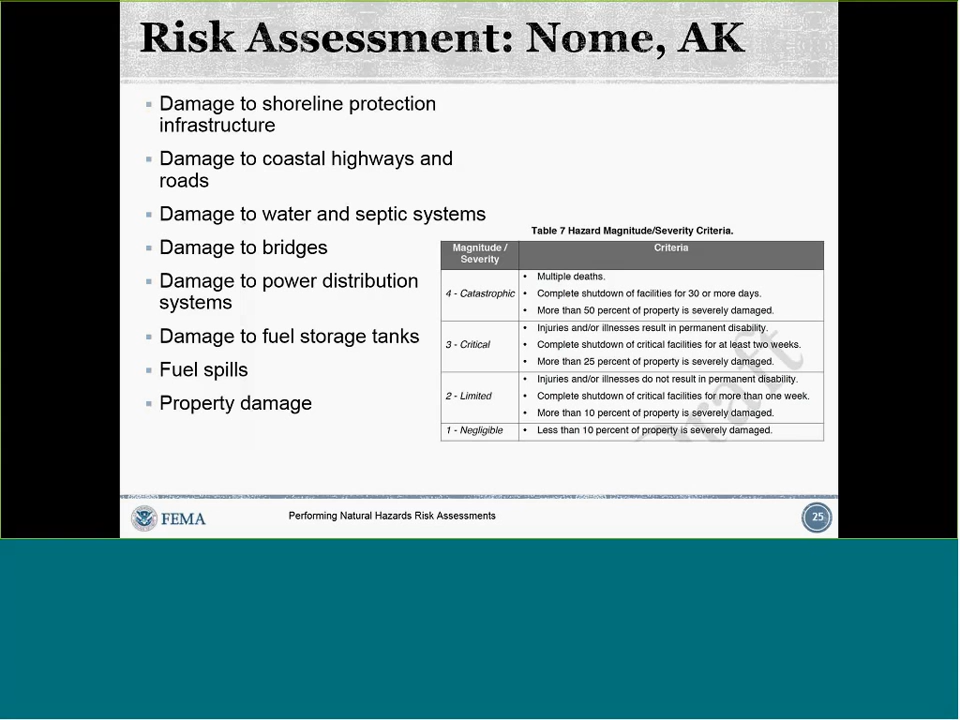 Risk Assessment: Nome, AK
Damage to shoreline protection
infrastructure
Damage to coastal highways and
roads
Damage to water and septic systems
Damage to bridges
Damage to power distribution
systems
Damage to fuel storage tanks
Fuel spills
Property damage
Table 7 Hazard Magnitude/Severity Criteria.
Magnitude /
Severity
Criteria
4 - Catastrophic
• Multiple deaths.
• Complete shutdown of facilities for 30 or more days.
• More than 50 percent of property is severely damaged.
3 - Critical
• Injuries and/or illnesses result in permanent disability.
• Complete shutdown of critical facilities for at least two weeks.
• More than 25 percent of property is severely damaged.
2 - Limited
• Injuries and/or illnesses do not result in permanent disability.
• Complete shutdown of critical facilities for more than one week.
• More than 10 percent of property is severely damaged.
1 - Negligible
• Less than 10 percent of property is severely damaged.
Draft
FEMA
Performing Natural Hazards Risk Assessments
25